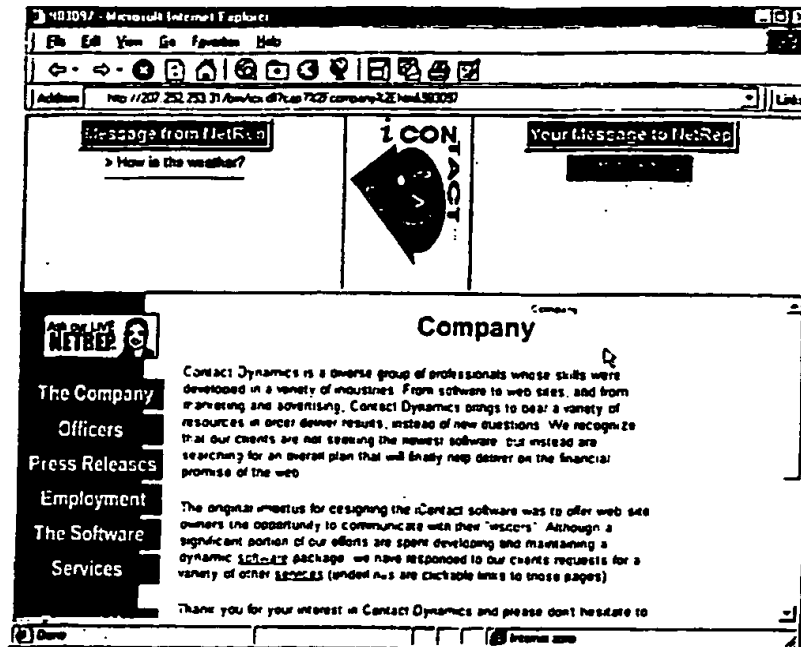 983097 - Microsoft Internet Explorer
File Edit View Go Favorites Help
Address
Links
Message from NetRep
> How is the weather?
iCONTACT
Your Message to NetRep
Company
Ask our LIVE
NETREP
Company
The Company
Officers
Press Releases
Employment
The Software
Services
Contact Dynamics is a diverse group of professionals whose skills were
developed in a variety of industries. From software to web sites, and from
marketing and advertising, Contact Dynamics brings to bear a variety of
resources in order deliver results, instead of new questions. We recognize
that our clients are not seeking the newest software, but instead are
searching for an overall plan that will finally help deliver on the financial
promise of the web
The original impetus for designing the iContact software was to offer web site
owners the opportunity to communicate with their "visitors". Although a
significant portion of our efforts are spent developing and maintaining a
dynamic software package, we have responded to our clients requests for a
variety of other services (underlines are clickable links to those pages)
Thank you for your interest in Contact Dynamics and please don't hesitate to
Done
Internet zone